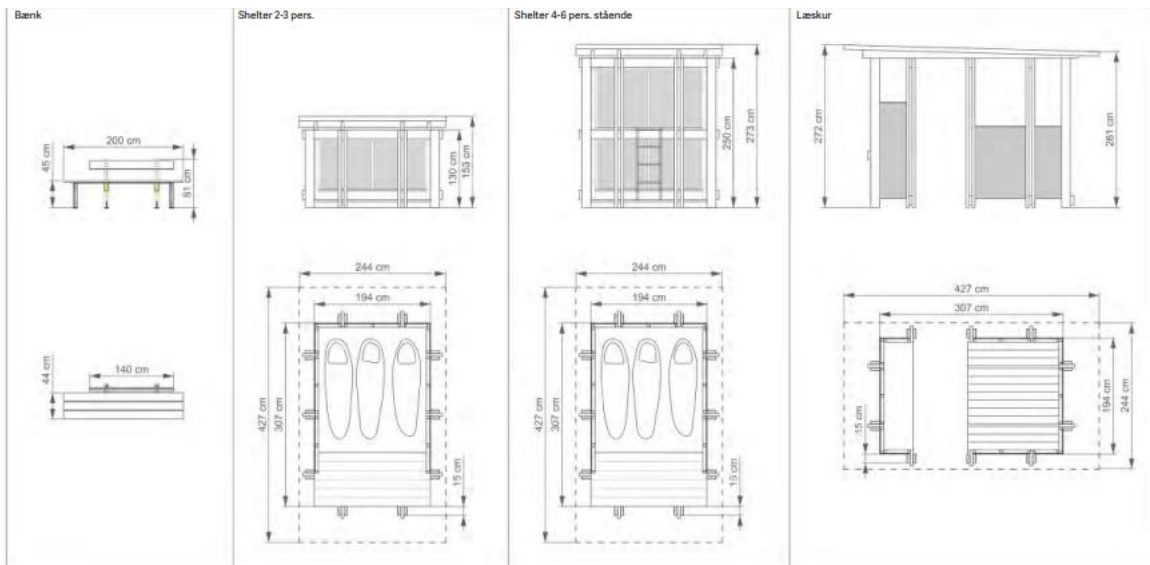 Bænk
200 cm
45 cm
81 cm
140 cm
44 cm
Shelter 2-3 pers.
130 cm
153 cm
244 cm
194 cm
427 cm
307 cm
15 cm
Shelter 4-6 pers. stående
250 cm
273 cm
244 cm
194 cm
427 cm
307 cm
15 cm
Læskur
272 cm
261 cm
427 cm
307 cm
15 cm
194 cm
244 cm